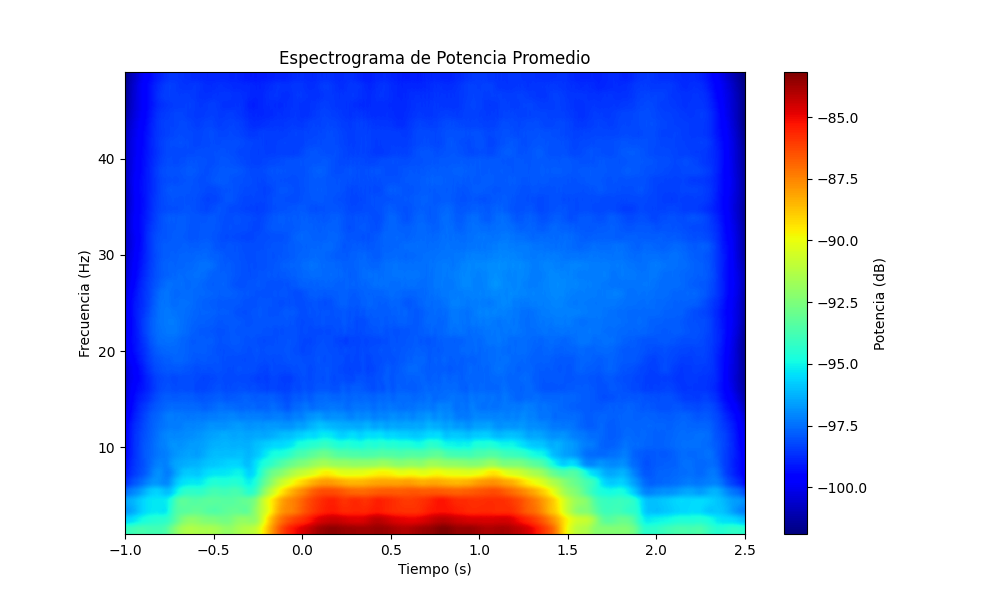 Espectrograma de Potencia Promedio
Frecuencia (Hz)
40
30
20
10
−1.0 −0.5 0.0 0.5 1.0 1.5 2.0 2.5
Tiempo (s)
−85.0
−87.5
−90.0
−92.5
−95.0
−97.5
−100.0
Potencia (dB)